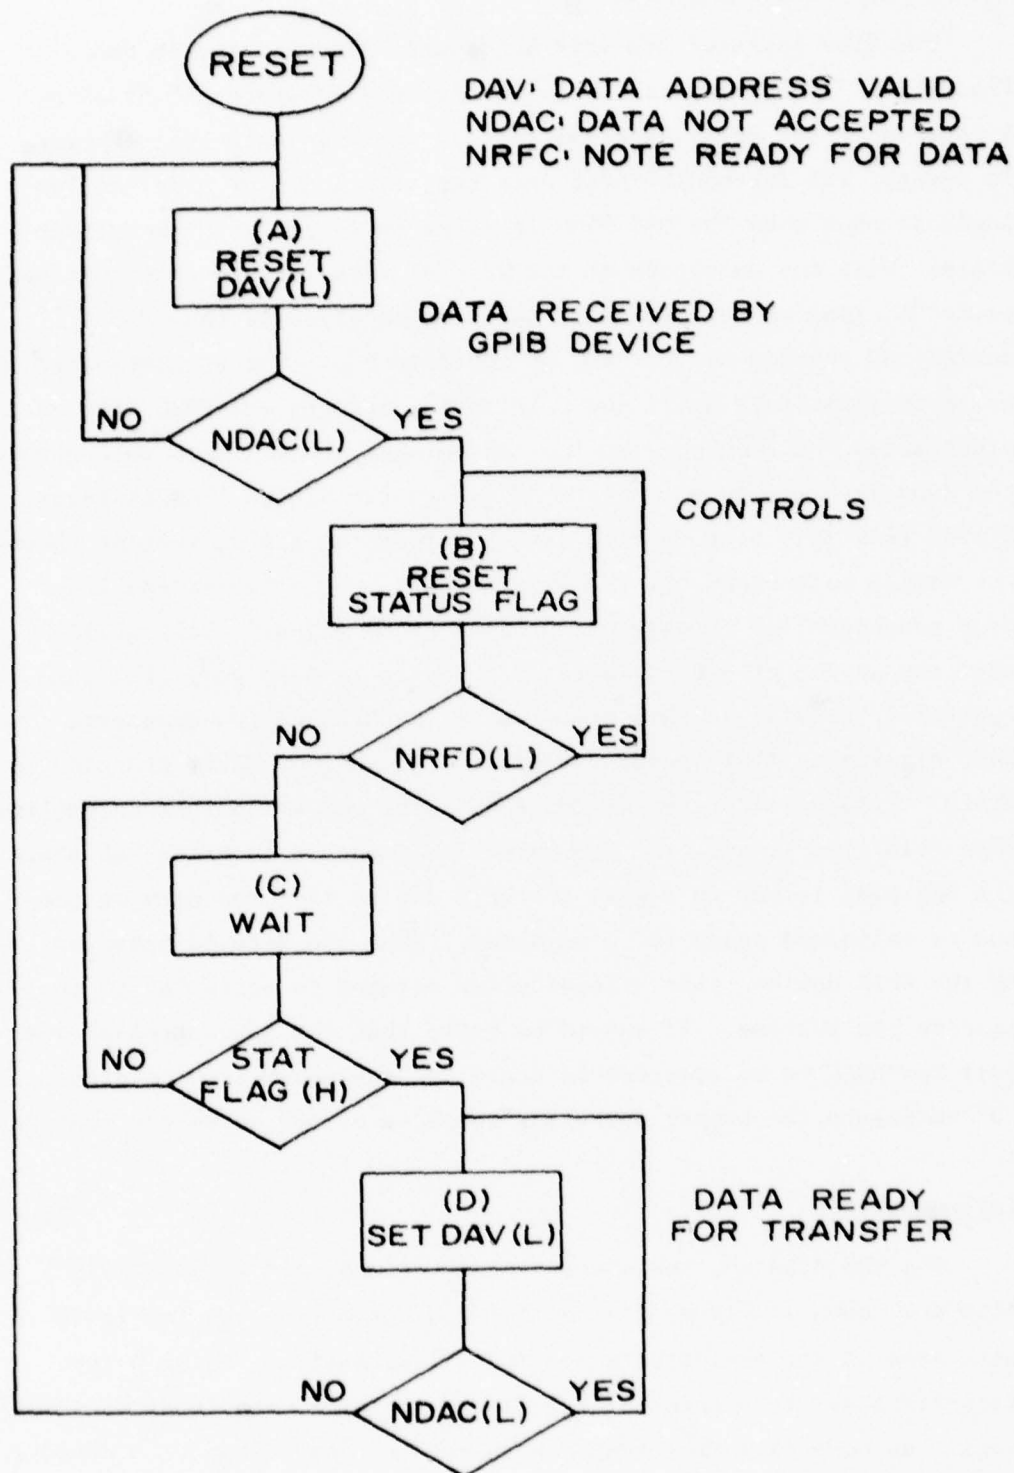 RESET
DAV: DATA ADDRESS VALID
NDAC: DATA NOT ACCEPTED
NRFC: NOTE READY FOR DATA
(A)
RESET
DAV(L)
DATA RECEIVED BY
GPIB DEVICE
NO
NDAC(L)
YES
CONTROLS
(B)
RESET
STATUS FLAG
NO
NRFD(L)
YES
(C)
WAIT
NO
STAT
FLAG (H)
YES
(D)
SET DAV(L)
DATA READY
FOR TRANSFER
NO
NDAC(L)
YES